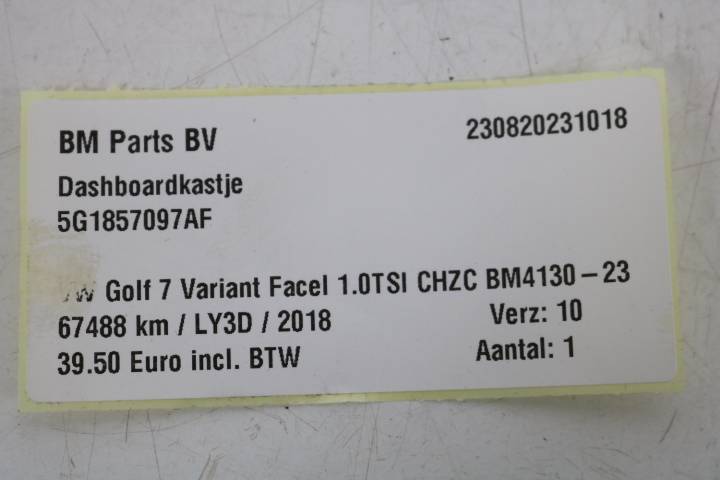 BM Parts BV 230820231018
Dashboardkastje
5G1857097AF
VW Golf 7 Variant Facel 1.0TSI CHZC BM4130-23
67488 km / LY3D / 2018 Verz: 10
39.50 Euro incl. BTW Aantal: 1